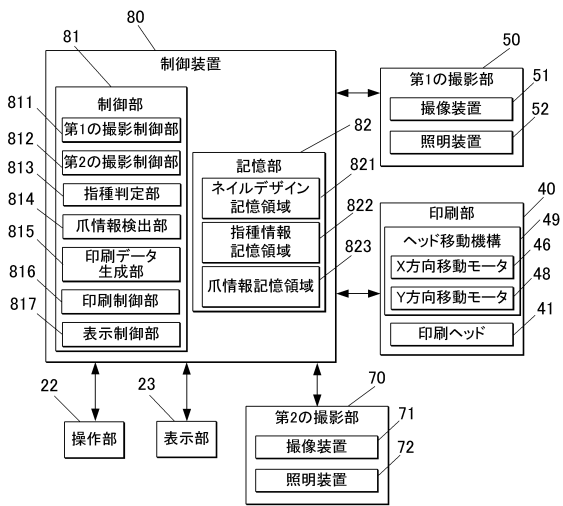 80
制御装置
81
制御部
811
第1の撮影制御部
812
第2の撮影制御部
813
指種判定部
814
爪情報検出部
815
印刷データ
生成部
816
印刷制御部
817
表示制御部
82
記憶部
821
ネイルデザイン
記憶領域
822
指種情報
記憶領域
823
爪情報記憶領域
50
第1の撮影部
51
撮像装置
52
照明装置
40
印刷部
49
ヘッド移動機構
46
X方向移動モータ
48
Y方向移動モータ
41
印刷ヘッド
22
操作部
23
表示部
70
第2の撮影部
71
撮像装置
72
照明装置